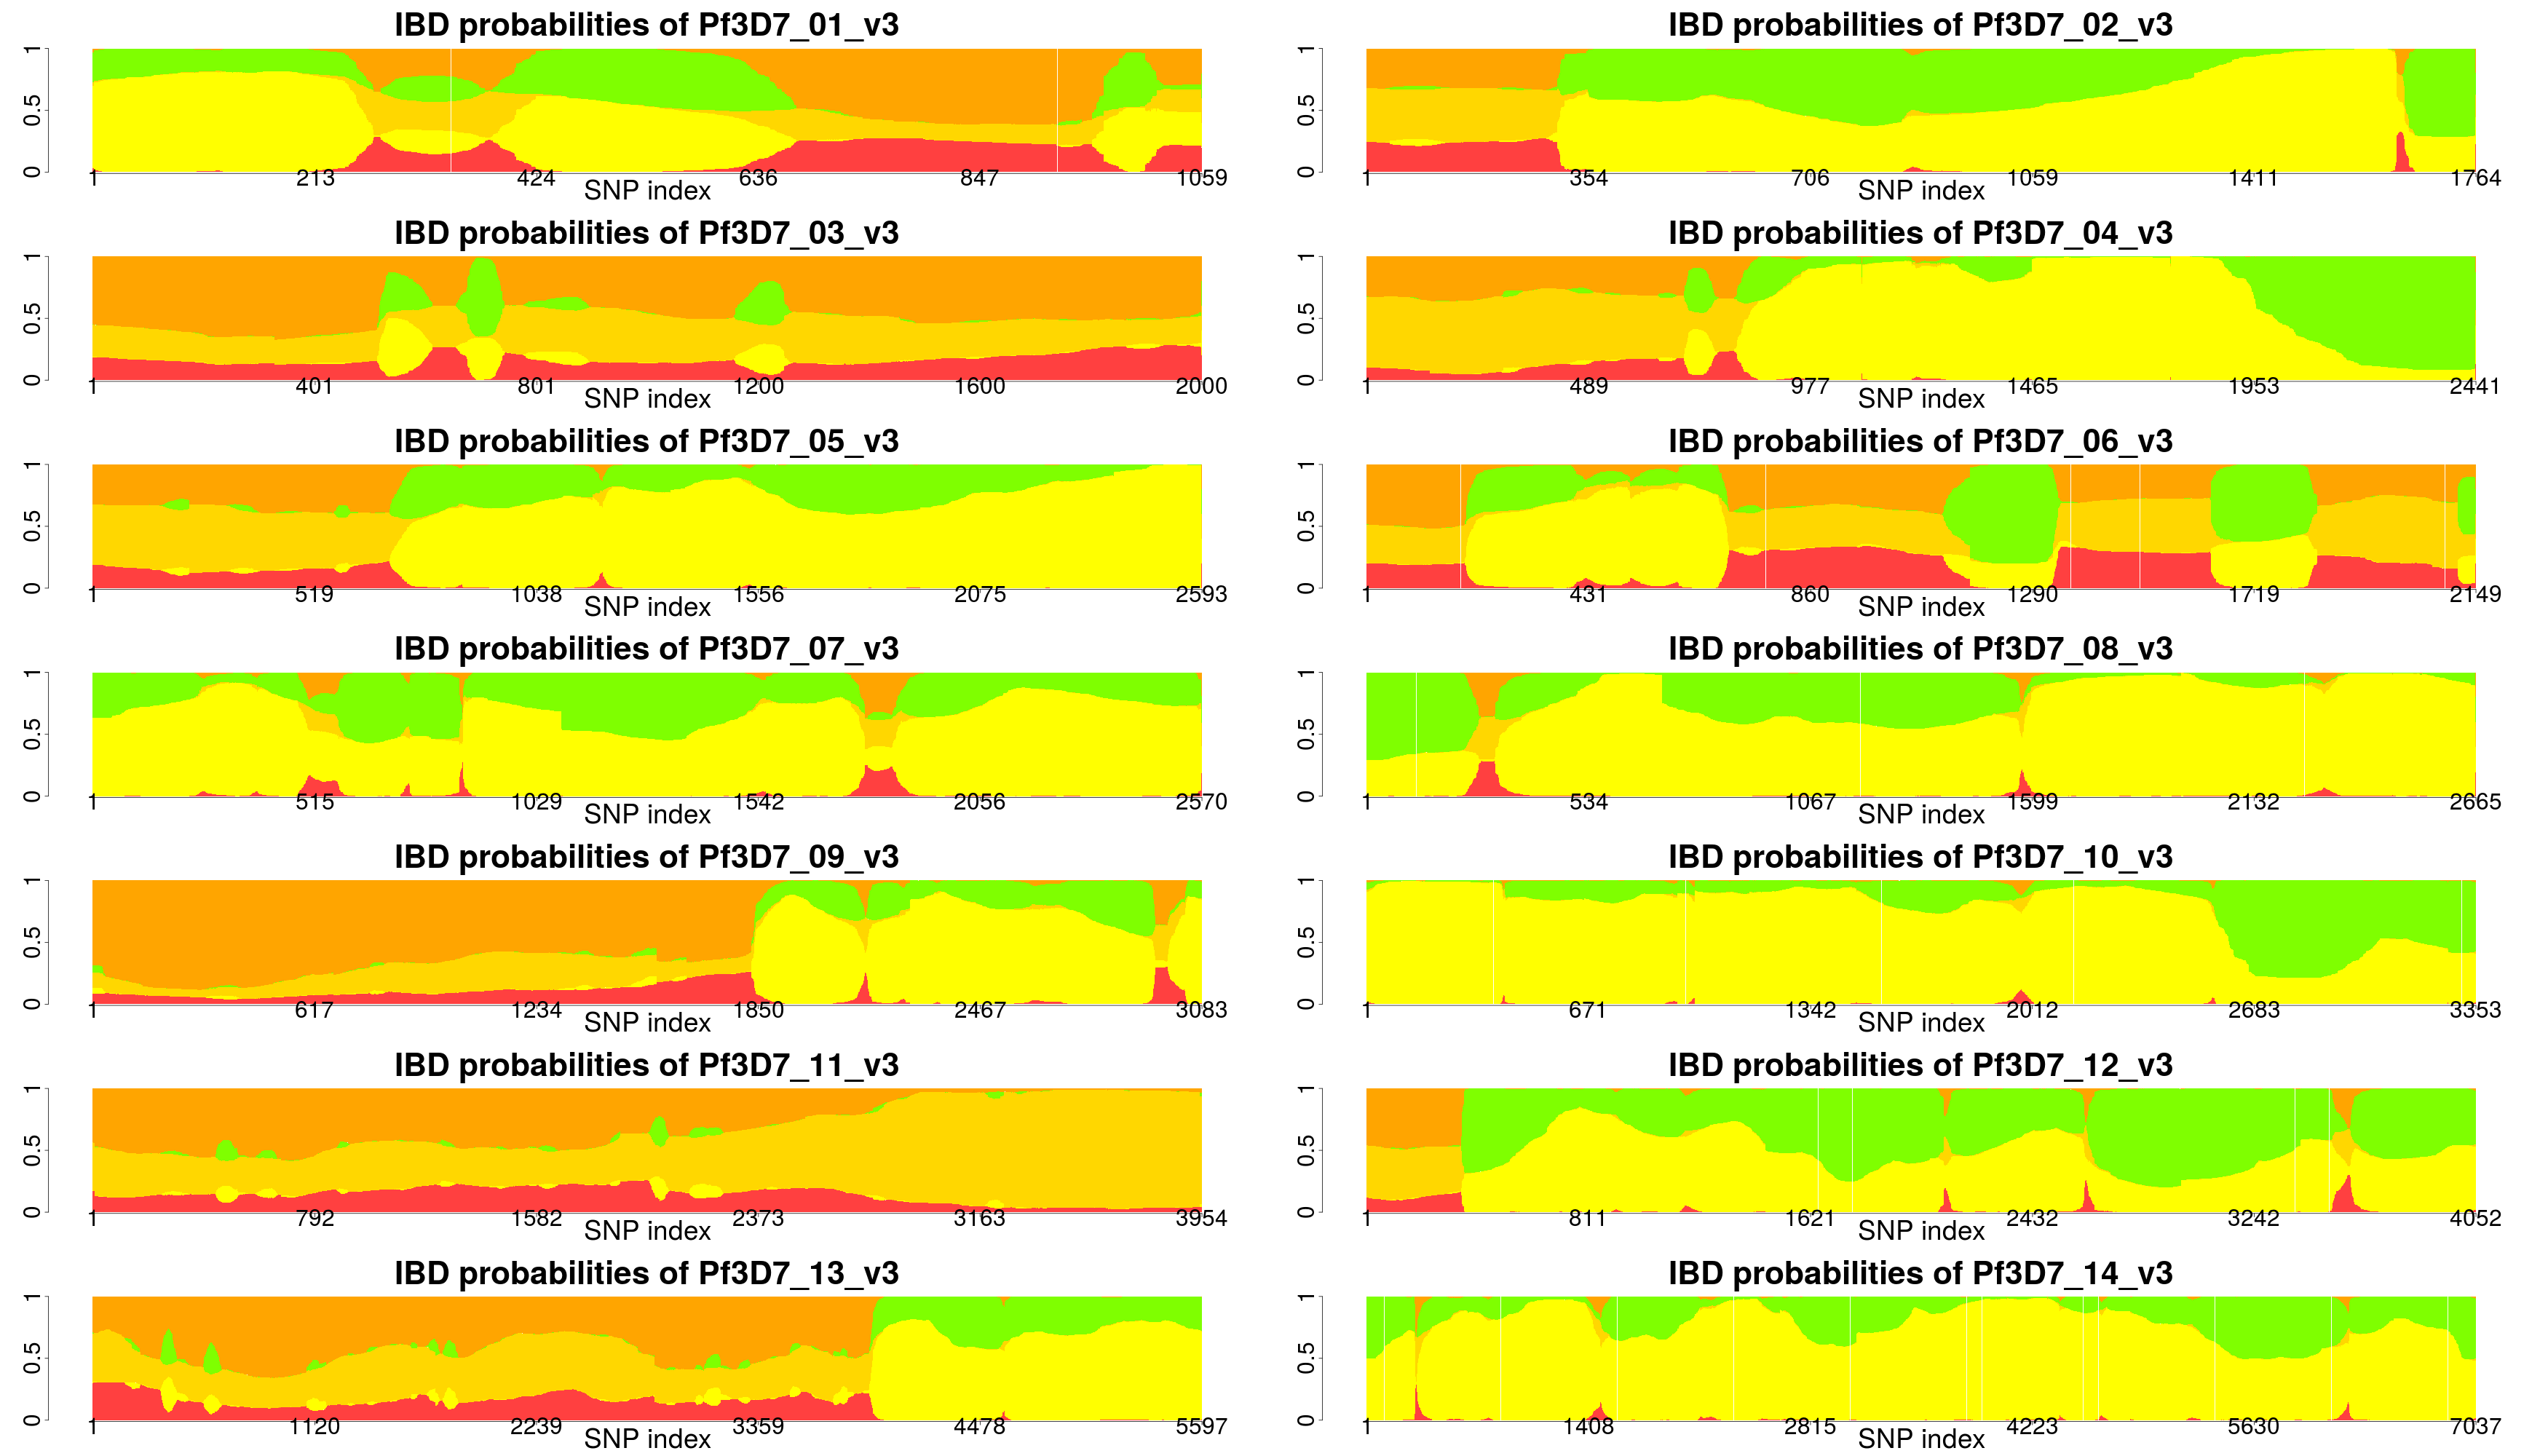 IBD probabilities of Pf3D7_01_v3
0 0.5 1
1 213 424 636 847 1059
SNP index
IBD probabilities of Pf3D7_02_v3
0 0.5 1
1 354 706 1059 1411 1764
SNP index
IBD probabilities of Pf3D7_03_v3
0 0.5 1
1 401 801 1200 1600 2000
SNP index
IBD probabilities of Pf3D7_04_v3
0 0.5 1
1 489 977 1465 1953 2441
SNP index
IBD probabilities of Pf3D7_05_v3
0 0.5 1
1 519 1038 1556 2075 2593
SNP index
IBD probabilities of Pf3D7_06_v3
0 0.5 1
1 431 860 1290 1719 2149
SNP index
IBD probabilities of Pf3D7_07_v3
0 0.5 1
1 515 1029 1542 2056 2570
SNP index
IBD probabilities of Pf3D7_08_v3
0 0.5 1
1 534 1067 1599 2132 2665
SNP index
IBD probabilities of Pf3D7_09_v3
0 0.5 1
1 617 1234 1850 2467 3083
SNP index
IBD probabilities of Pf3D7_10_v3
0 0.5 1
1 671 1342 2012 2683 3353
SNP index
IBD probabilities of Pf3D7_11_v3
0 0.5 1
1 792 1582 2373 3163 3954
SNP index
IBD probabilities of Pf3D7_12_v3
0 0.5 1
1 811 1621 2432 3242 4052
SNP index
IBD probabilities of Pf3D7_13_v3
0 0.5 1
1 1120 2239 3359 4478 5597
SNP index
IBD probabilities of Pf3D7_14_v3
0 0.5 1
1 1408 2815 4223 5630 7037
SNP index